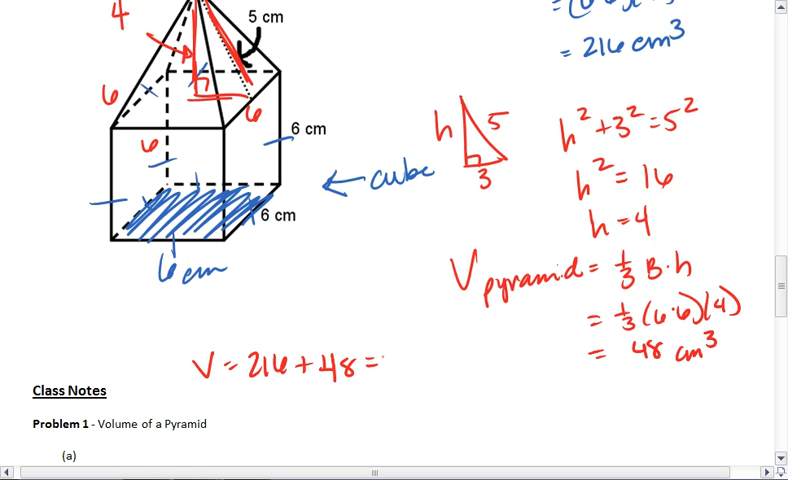 4
5 cm
= 216 cm³
6
6
6
6 cm
h 5
3
h² + 3² = 5²
h² = 16
h = 4
← cube
6 cm
6 cm
V pyramid = 1/3 B · h
= 1/3 (6·6)(4)
= 48 cm³
V = 216 + 48 =
Class Notes
Problem 1 - Volume of a Pyramid
(a)